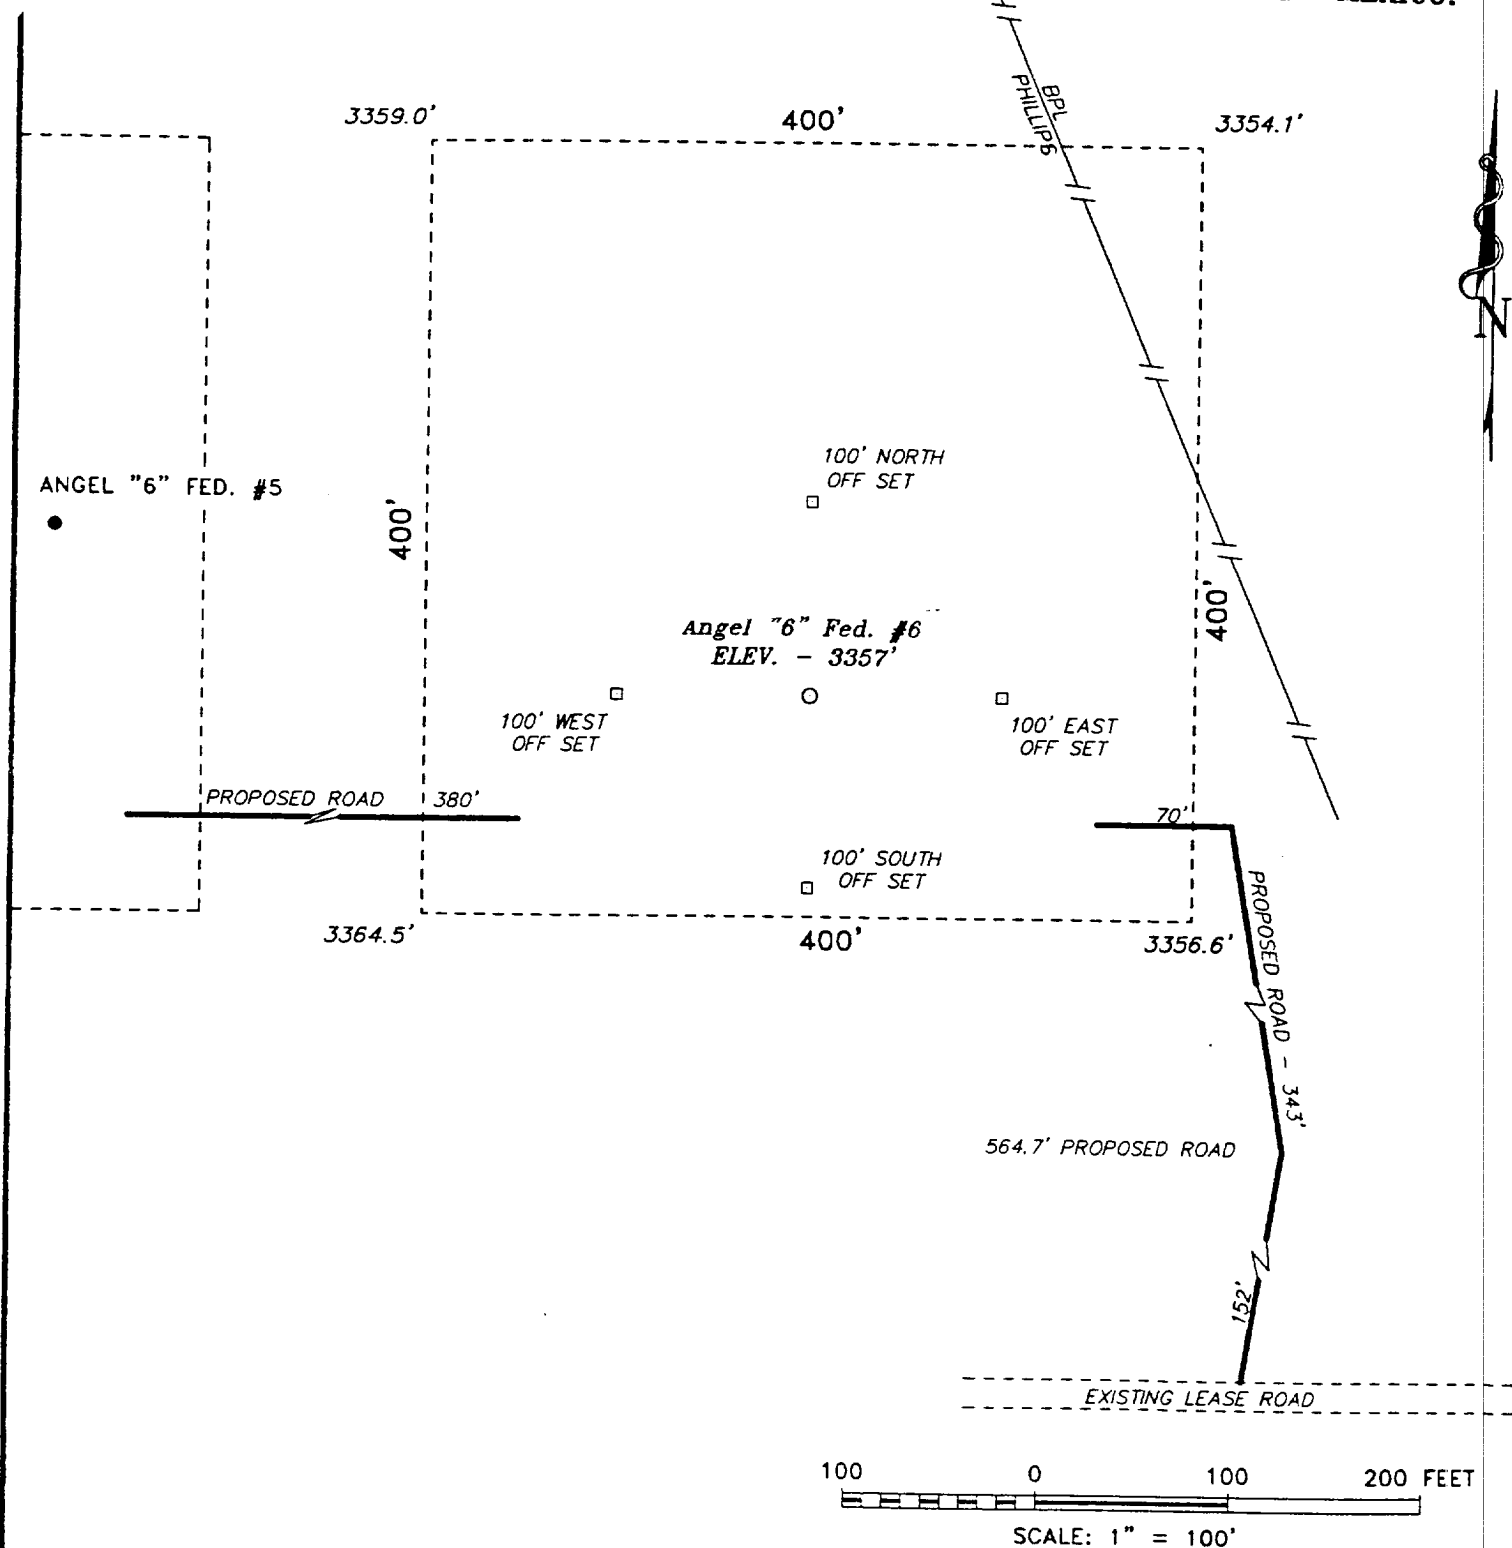 3359.0'
400'
3354.1'
BPL
PHILLIPS
N
ANGEL "6" FED. #5
100' NORTH
OFF SET
400'
400'
Angel "6" Fed. #6
ELEV. - 3357'
100' WEST
OFF SET
100' EAST
OFF SET
PROPOSED ROAD 380'
70'
100' SOUTH
OFF SET
3364.5'
400'
3356.6'
PROPOSED ROAD - 343'
564.7' PROPOSED ROAD
152'
EXISTING LEASE ROAD
100 0 100 200 FEET
SCALE: 1" = 100'